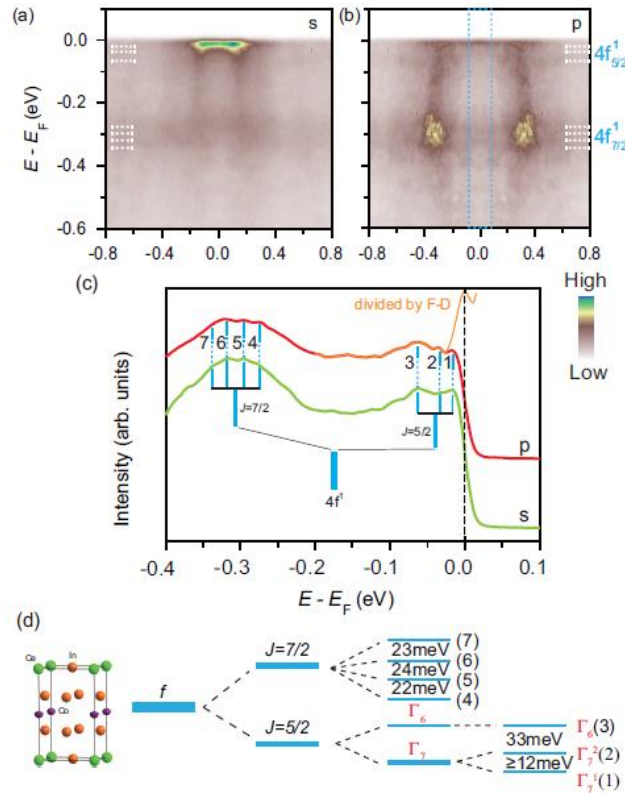 (a)
s
(b)
p
0.0
-0.2
-0.4
-0.6
E - E_F (eV)
4f¹5/2
4f¹7/2
-0.8 -0.4 0.0 0.4 0.8
-0.8 -0.4 0.0 0.4 0.8
(c)
High
Low
divided by F-D
7 6 5 4
3 2 1
J=7/2
J=5/2
4f¹
p
s
Intensity (arb. units)
-0.4 -0.3 -0.2 -0.1 0.0 0.1
E - E_F (eV)
(d)
Ce
In
Co
f
J=7/2
J=5/2
(7)
23meV
(6)
24meV
(5)
22meV
(4)
Γ₆
Γ₇
Γ₆(3)
33meV
Γ₇²(2)
≥12meV
Γ₇¹(1)